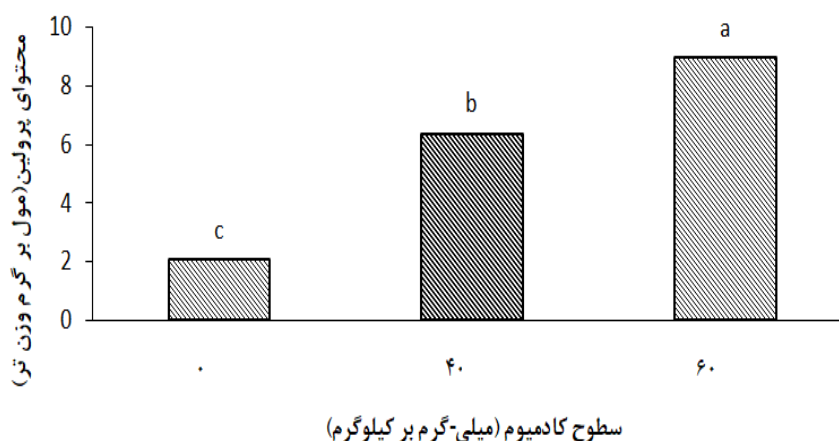 محتوای پرولین(مول بر گرم وزن تر)
10
8
6
4
2
0
c
b
a
۰
۴۰
۶۰
سطوح کادمیوم (میلی-گرم بر کیلوگرم)